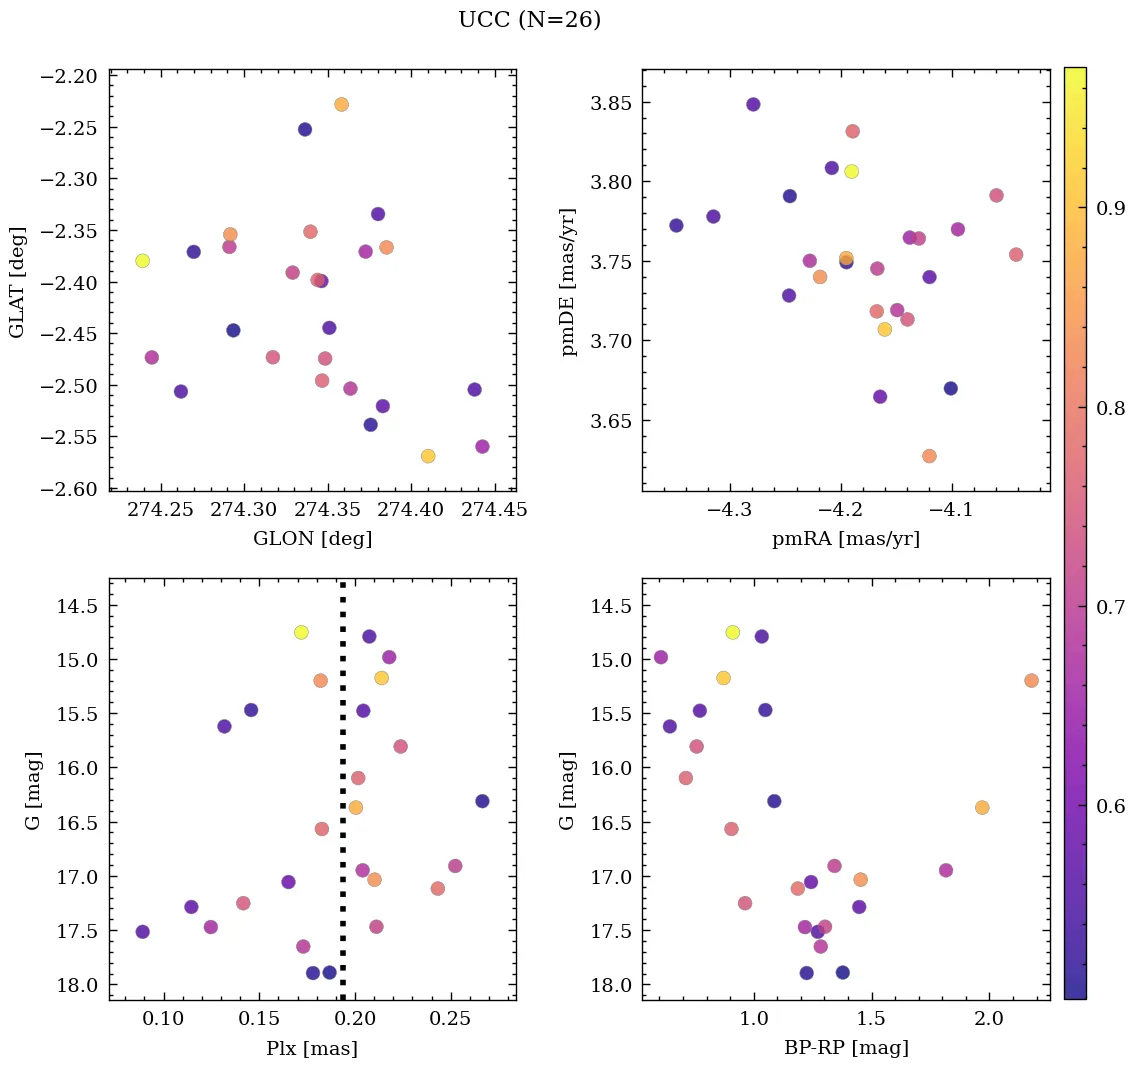 UCC (N=26)
−2.20
−2.25
−2.30
−2.35
−2.40
−2.45
−2.50
−2.55
−2.60
GLAT [deg]
274.25 274.30 274.35 274.40 274.45
GLON [deg]
3.85
3.80
3.75
3.70
3.65
pmDE [mas/yr]
−4.3 −4.2 −4.1
pmRA [mas/yr]
14.5
15.0
15.5
16.0
16.5
17.0
17.5
18.0
G [mag]
0.10 0.15 0.20 0.25
Plx [mas]
14.5
15.0
15.5
16.0
16.5
17.0
17.5
18.0
G [mag]
1.0 1.5 2.0
BP-RP [mag]
0.9
0.8
0.7
0.6